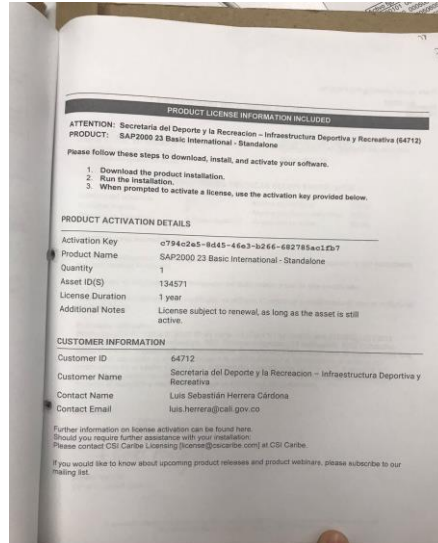 PRODUCT LICENSE INFORMATION INCLUDED
ATTENTION: Secretaria del Deporte y la Recreacion – Infraestructura Deportiva y Recreativa (64712)
PRODUCT: SAP2000 23 Basic International - Standalone
Please follow these steps to download, install, and activate your software.
1. Download the product installation.
2. Run the installation.
3. When prompted to activate a license, use the activation key provided below.
PRODUCT ACTIVATION DETAILS
Activation Key c794c2e5-8d45-46e3-b266-682785ac1fb7
Product Name SAP2000 23 Basic International - Standalone
Quantity 1
Asset ID(S) 134571
License Duration 1 year
Additional Notes License subject to renewal, as long as the asset is still
active.
CUSTOMER INFORMATION
Customer ID 64712
Customer Name Secretaria del Deporte y la Recreacion – Infraestructura Deportiva y
Recreativa
Contact Name Luis Sebastián Herrera Cárdona
Contact Email luis.herrera@cali.gov.co
Further information on license activation can be found here.
Should you require further assistance with your installation:
Please contact CSI Caribe Licensing [license@csicaribe.com] at CSI Caribe.
If you would like to know about upcoming product releases and product webinars, please subscribe to our
mailing list.